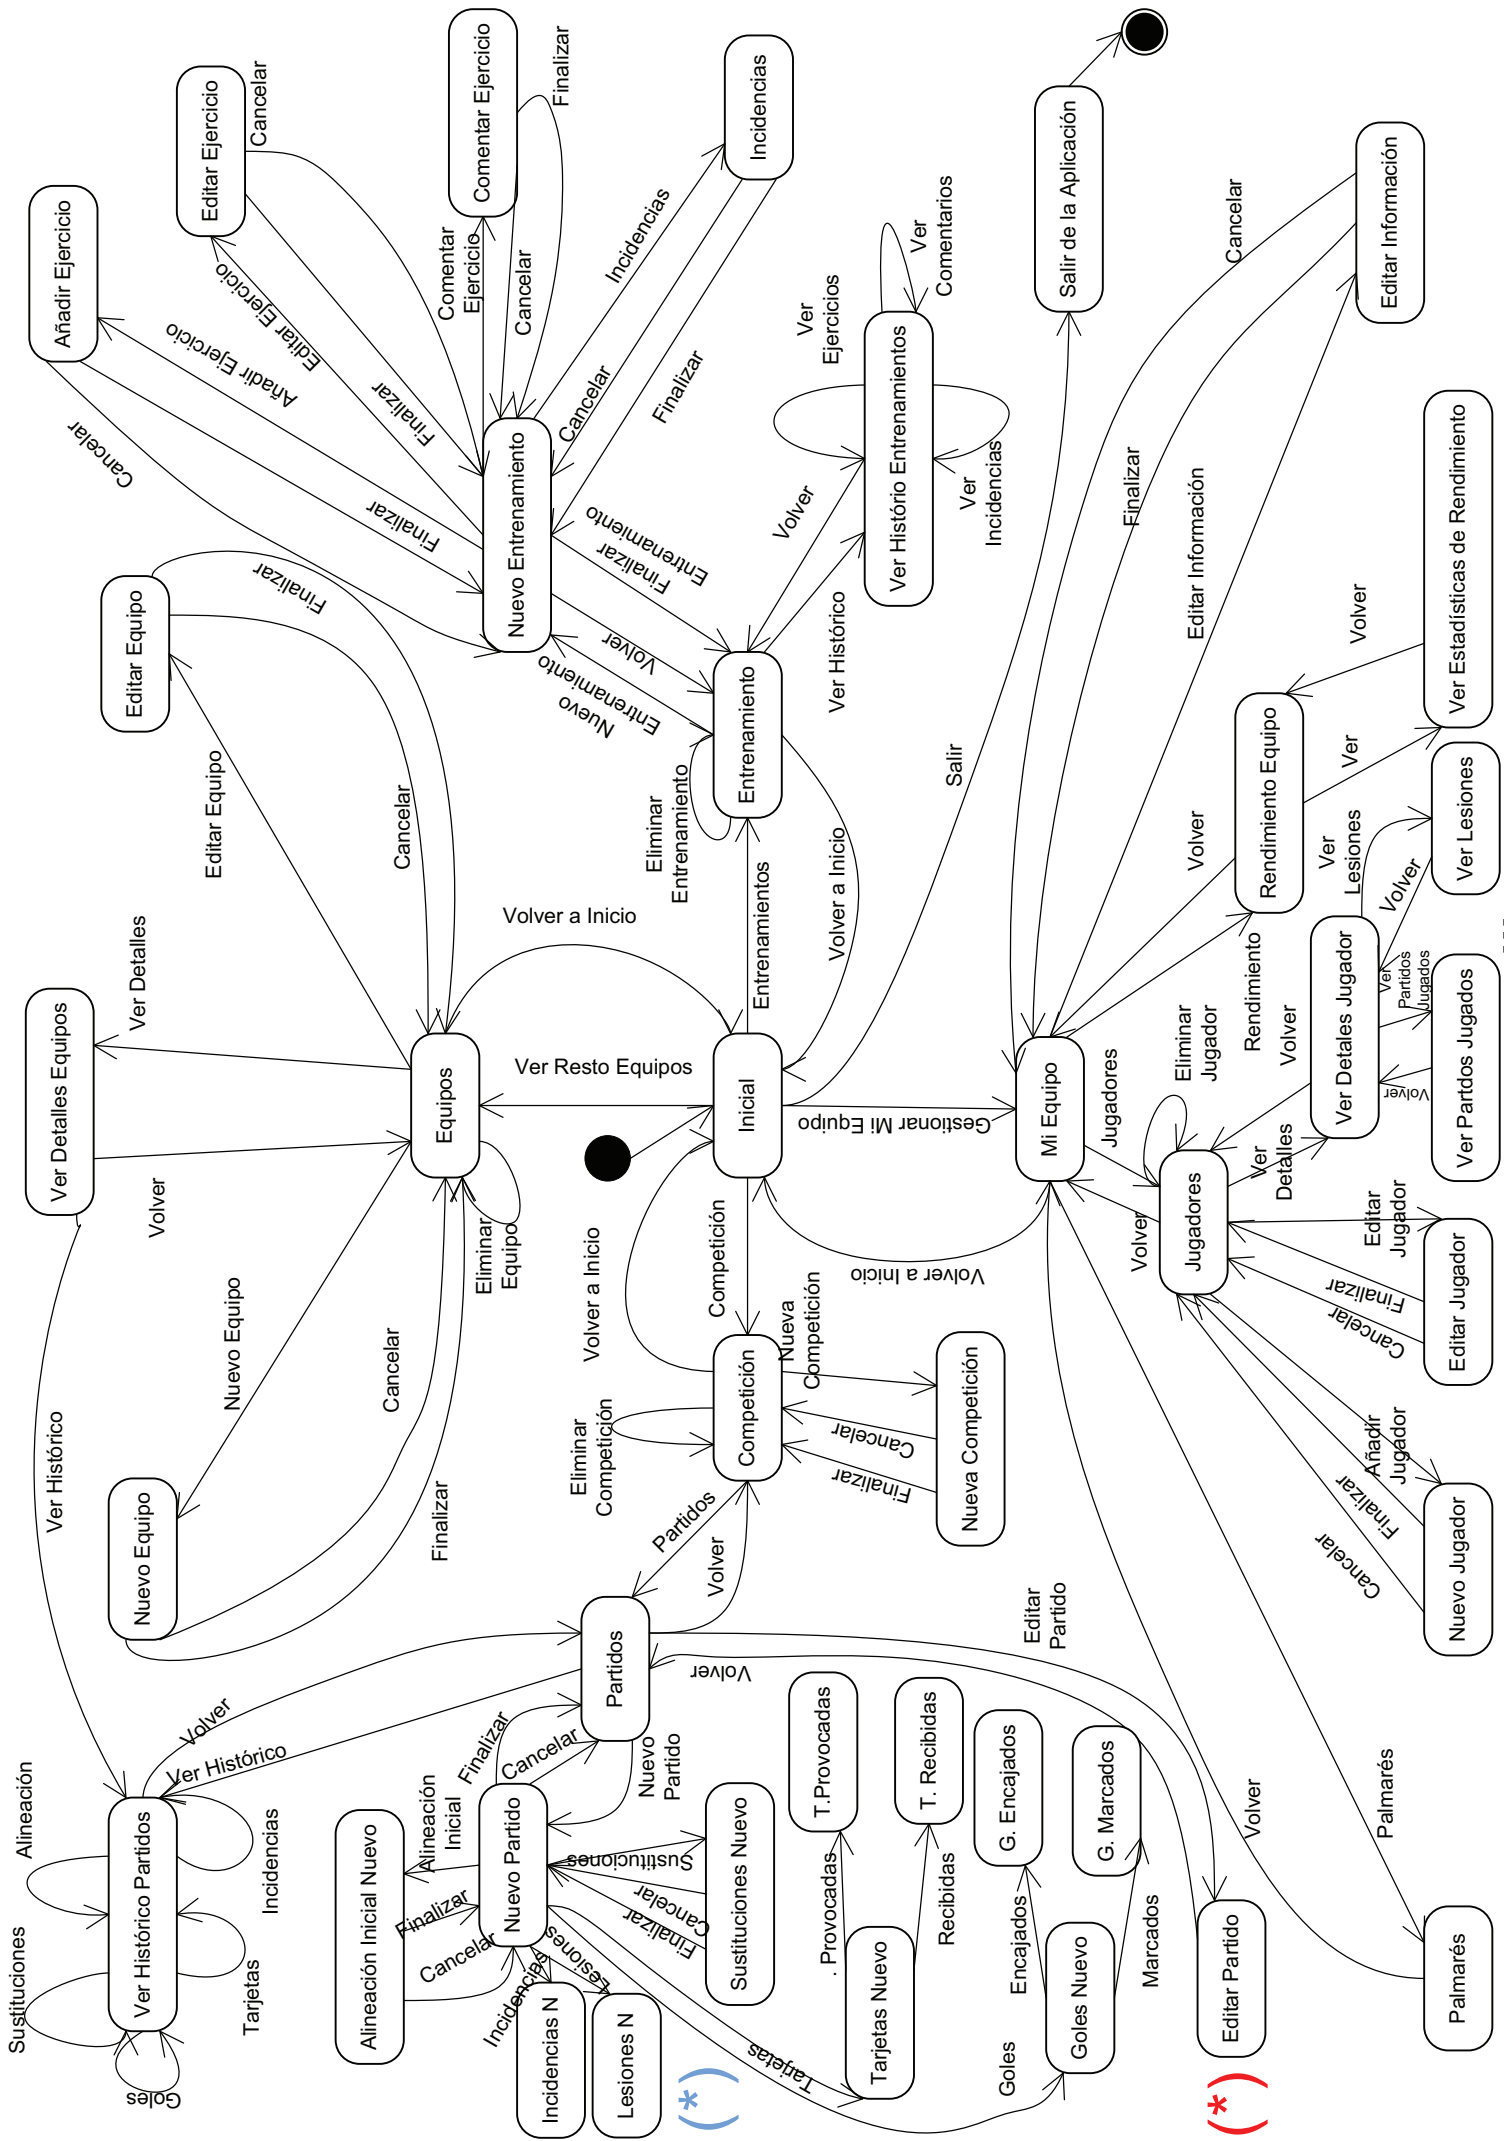 Añadir Ejercicio
Editar Ejercicio
Cancelar
Comentar Ejercicio
Finalizar
Incidencias
Cancelar
Añadir Ejercicio
Editar Ejercicio
Finalizar
Finalizar
Comentar
Ejercicio
Cancelar
Incidencias
Cancelar
Finalizar
Nuevo Entrenamiento
Finalizar
Entrenamiento
Volver
Nuevo
Entrenamiento
Entrenamiento
Eliminar
Entrenamiento
Entrenamientos
Volver a Inicio
Volver
Ver Histórico
Ver Histório Entrenamientos
Ver
Ejercicios
Ver
Comentarios
Ver
Incidencias
Salir de la Aplicación
Salir
Editar Información
Cancelar
Finalizar
Editar Información
Editar Equipo
Finalizar
Editar Equipo
Cancelar
Ver Detalles Equipos
Ver Detalles
Volver
Ver Histórico
Equipos
Volver a Inicio
Ver Resto Equipos
Eliminar
Equipo
Nuevo Equipo
Cancelar
Finalizar
Nuevo Equipo
Inicial
Gestionar Mi Equipo
Competición
Volver a Inicio
Volver a Inicio
Competición
Eliminar
Competición
Nueva
Competición
Cancelar
Finalizar
Nueva Competición
Partidos
Volver
Partidos
Editar
Partido
Volver
Volver
Ver Histórico
Finalizar
Cancelar
Nuevo
Partido
Ver Histórico Partidos
Alineación
Sustituciones
Incidencias
Tarjetas
Goles
Nuevo Partido
Alineación Inicial Nuevo
Alineación
Inicial
Finalizar
Cancelar
Incidencias
Lesiones
Incidencias N
Lesiones N
(*)
Sustituciones
Cancelar
Finalizar
Sustituciones Nuevo
Tarjetas
Goles
Tarjetas Nuevo
. Provocadas
T.Provocadas
Recibidas
T. Recibidas
Goles Nuevo
Encajados
G. Encajados
Marcados
G. Marcados
Editar Partido
(*)
Mi Equipo
Volver
Rendimiento
Rendimiento Equipo
Ver
Volver
Ver Estadísticas de Rendimiento
Jugadores
Volver
Jugadores
Eliminar
Jugador
Volver
Ver
Detalles
Ver Detales Jugador
Ver
Lesiones
Volver
Ver Lesiones
Ver
Partidos
Jugados
Volver
Ver Partdos Jugados
Editar
Jugador
Finalizar
Cancelar
Editar Jugador
Añadir
Jugador
Finalizar
Cancelar
Nuevo Jugador
Volver
Palmarés
Palmarés